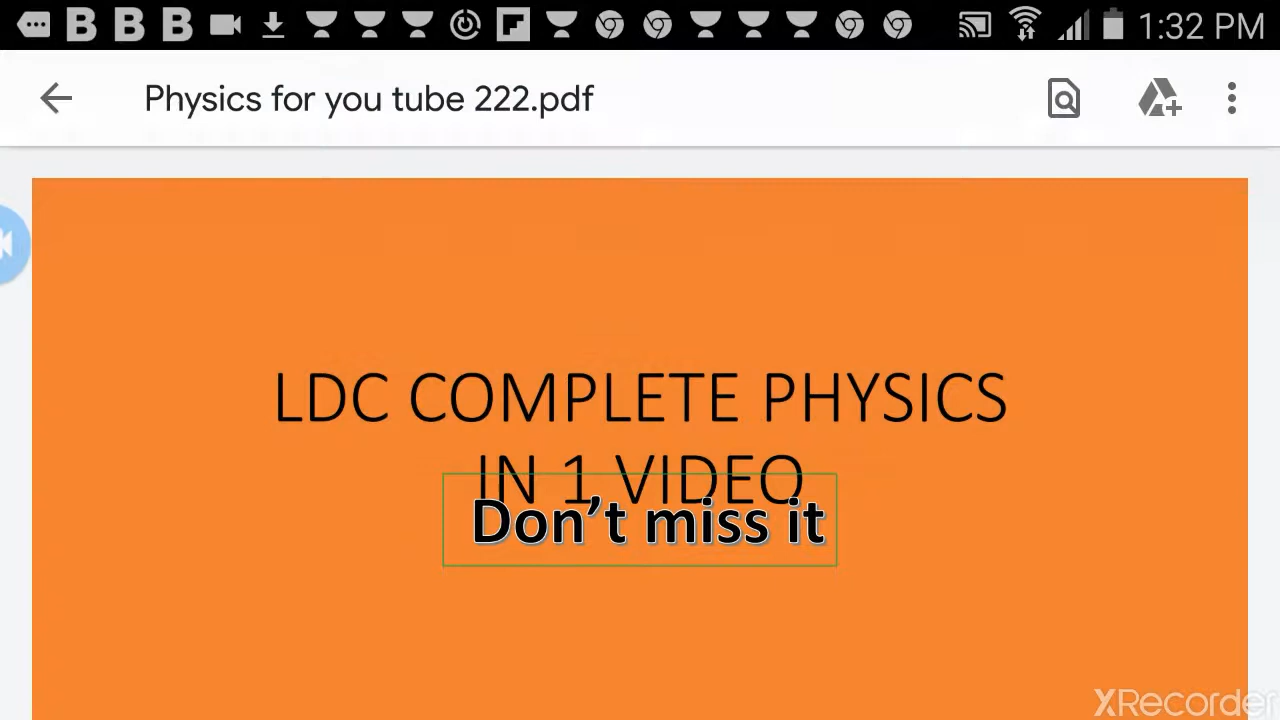 B B B 1:32 PM
Physics for you tube 222.pdf
LDC COMPLETE PHYSICS
IN 1 VIDEO
Don’t miss it
XRecorder